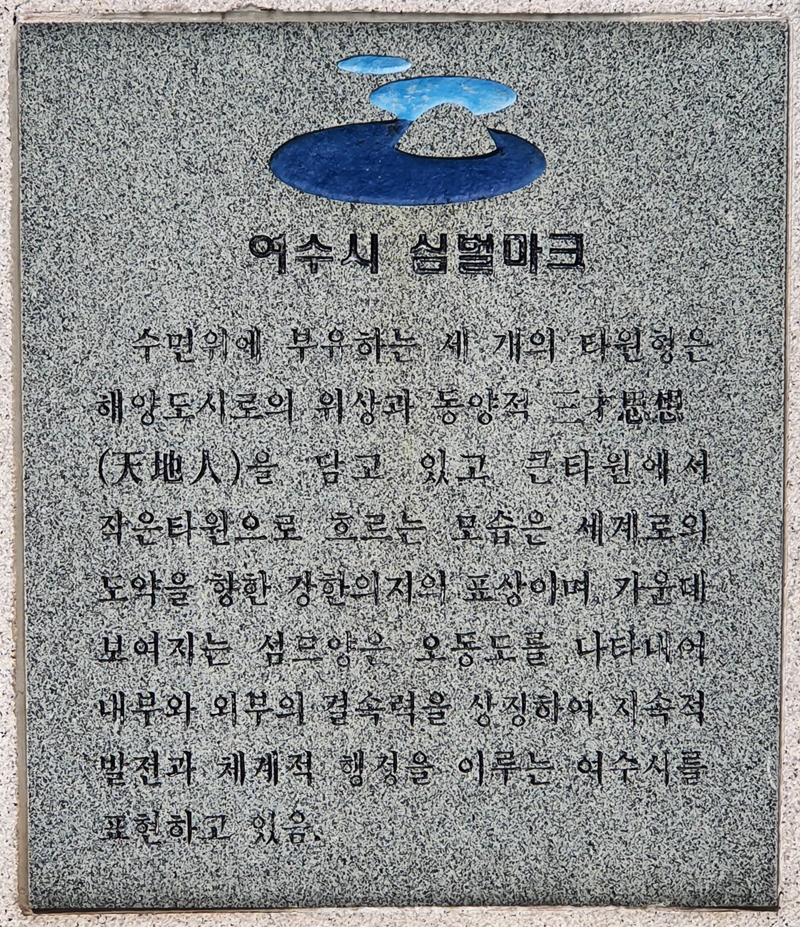 여수시 심벌마크
수면위에 부유하는 세 개의 타원형은
해양도시로의 위상과 동양적 三才思想
(天地人)을 담고 있고 큰타원에서
작은타원으로 흐르는 모습은 세계로의
도약을 향한 강한의지의 표상이며, 가운데
보여지는 섬모양은 오동도를 나타내어
내부와 외부의 결속력을 상징하여 지속적
발전과 체계적 행정을 이루는 여수시를
표현하고 있음.